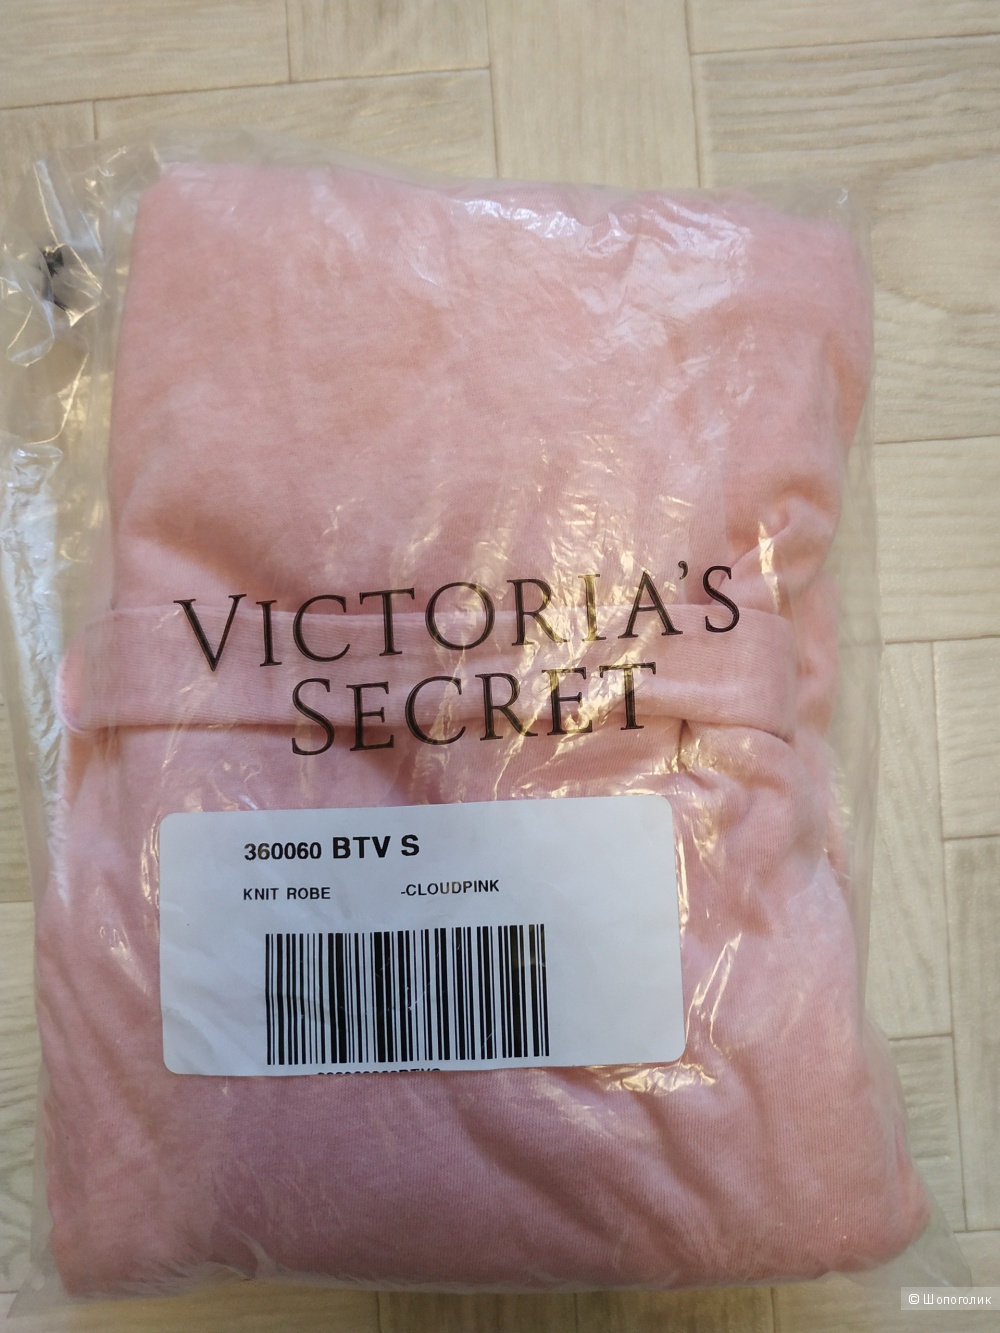 VICTORIA'S
SECRET
360060 BTV S
KNIT ROBE -CLOUDPINK
© Шопоголик